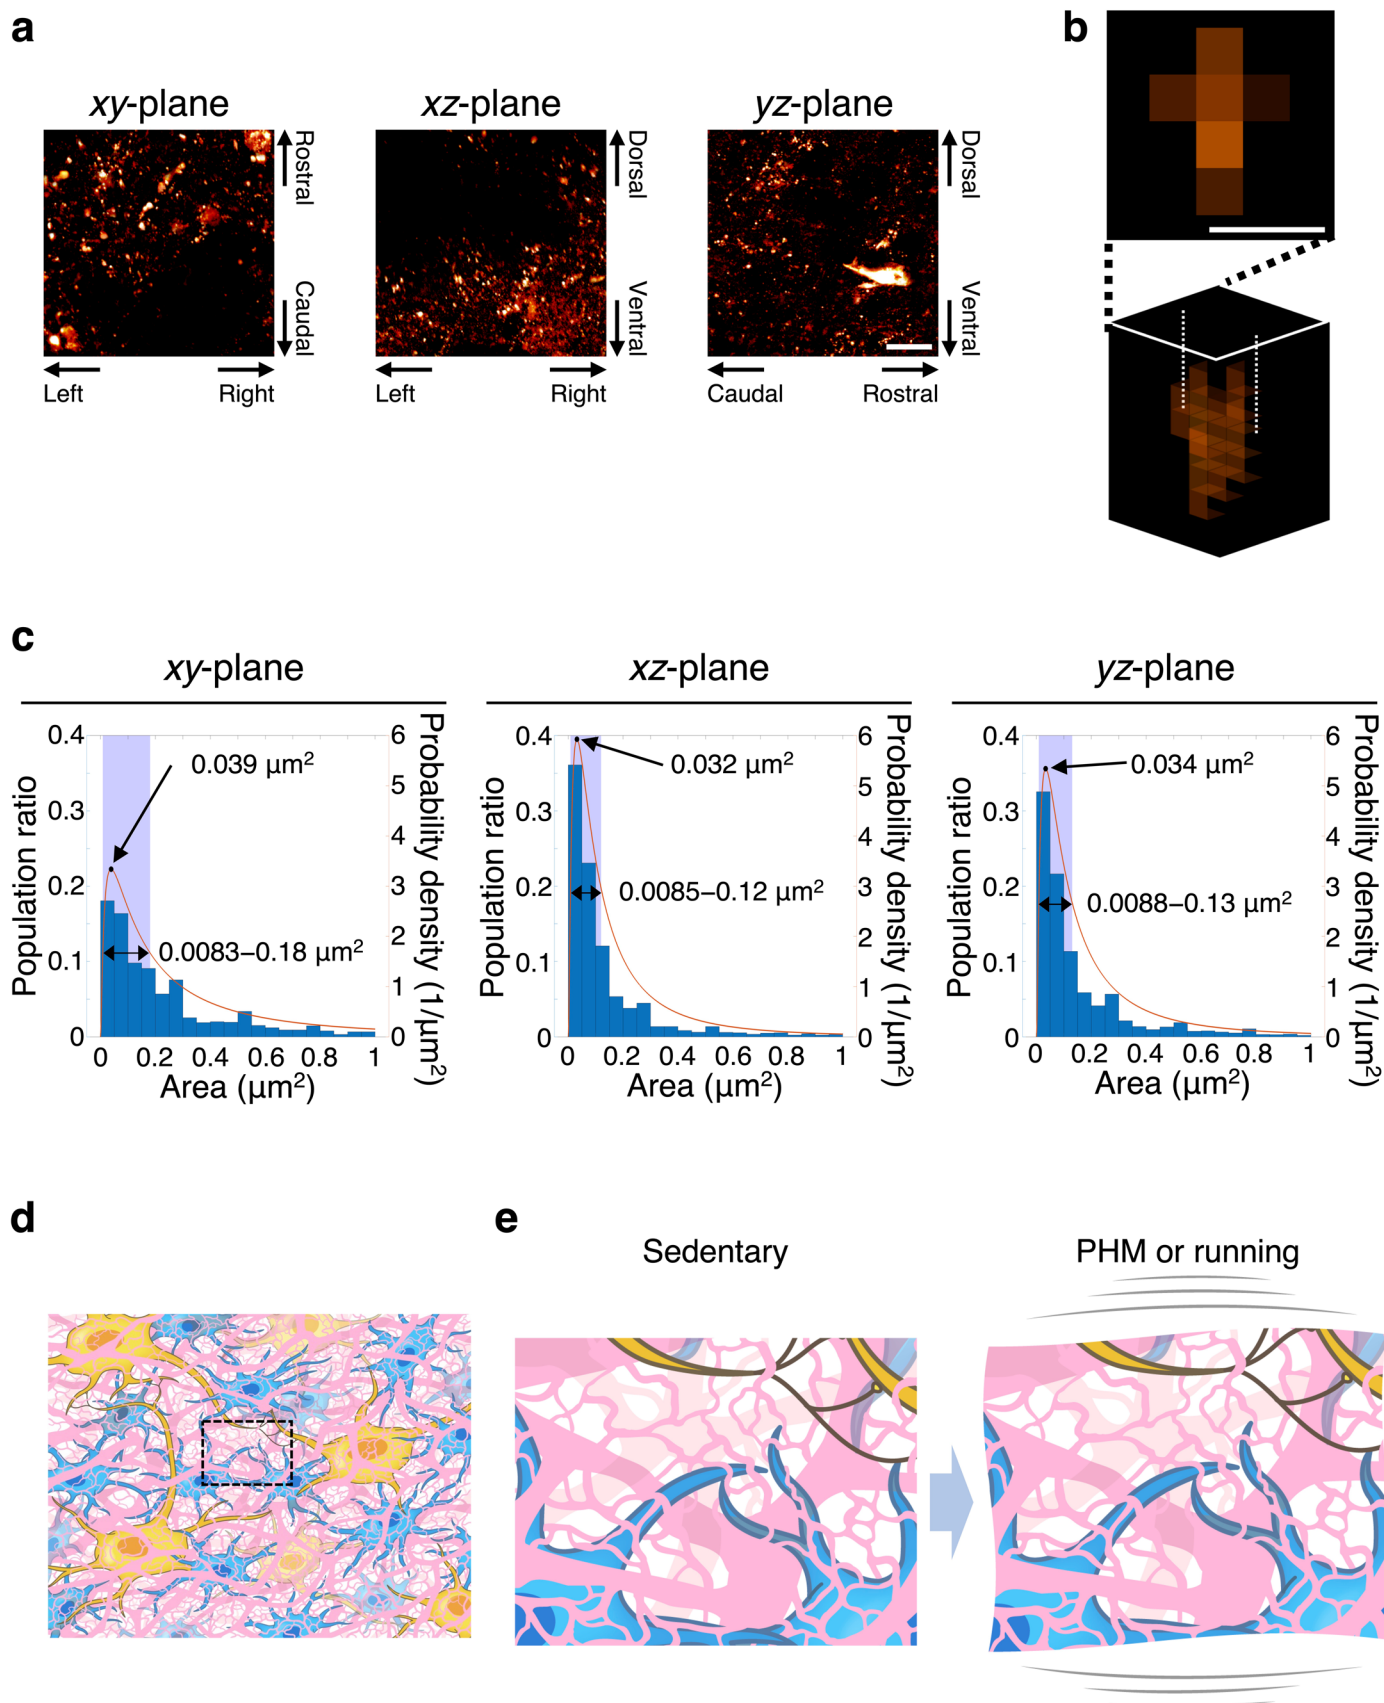 a
b
xy-plane
xz-plane
yz-plane
Rostral
Caudal
Left
Right
Dorsal
Ventral
Left
Right
Dorsal
Ventral
Caudal
Rostral
c
xy-plane
Population ratio
0.4
0.3
0.2
0.1
0
0.039 μm²
0.0083–0.18 μm²
6
5
4
3
2
1
0
Probability density (1/μm²)
0 0.2 0.4 0.6 0.8 1
Area (μm²)
xz-plane
Population ratio
0.4
0.3
0.2
0.1
0
0.032 μm²
0.0085–0.12 μm²
6
5
4
3
2
1
0
Probability density (1/μm²)
0 0.2 0.4 0.6 0.8 1
Area (μm²)
yz-plane
Population ratio
0.4
0.3
0.2
0.1
0
0.034 μm²
0.0088–0.13 μm²
6
5
4
3
2
1
0
Probability density (1/μm²)
0 0.2 0.4 0.6 0.8 1
Area (μm²)
d
e
Sedentary
PHM or running